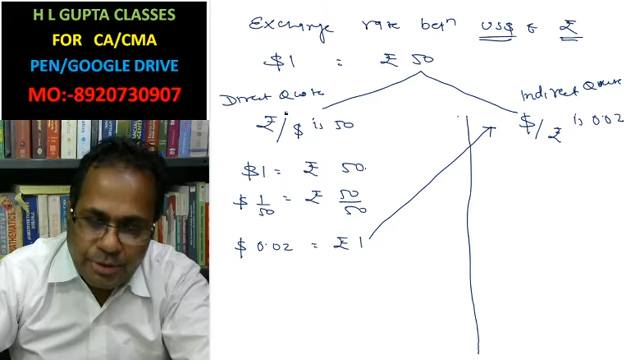 H L GUPTA CLASSES
FOR CA/CMA
PEN/GOOGLE DRIVE
MO:-8920730907
Exchange rate betn US$ & ₹
$1 = ₹ 50
Direct Quote
₹/$ is 50
$1 = ₹ 50.
$ 1/50 = ₹ 50/50
$ 0.02 = ₹ 1
Indirect Quote
$/₹ is 0.02